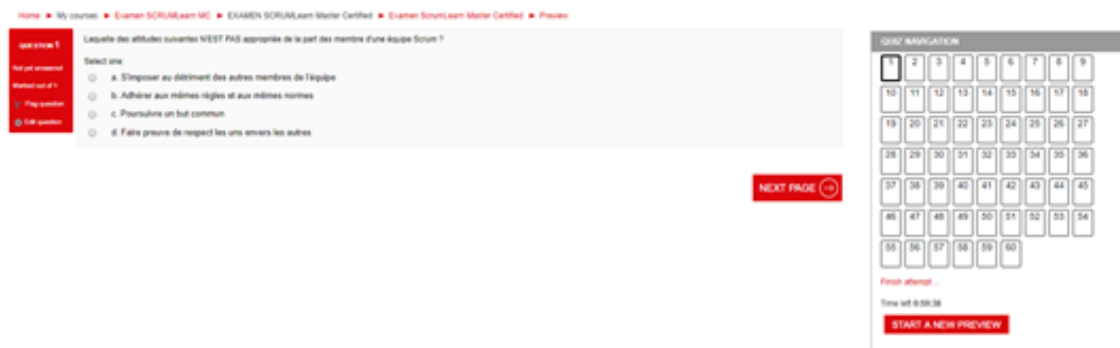 Home ► My courses ► Examen SCRUMLearn MC ► EXAMEN SCRUMLearn Master Certified ► Examen ScrumLearn Master Certified ► Preview
QUESTION 1
Not yet answered
Marked out of 1
Flag question
Edit question
Laquelle des attitudes suivantes N'EST PAS appropriée de la part des membre d'une équipe Scrum ?
Select one:
a. S'imposer au détriment des autres membres de l'équipe
b. Adhérer aux mêmes règles et aux mêmes normes
c. Poursuivre un but commun
d. Faire preuve de respect les uns envers les autres
NEXT PAGE
QUIZ NAVIGATION
1 2 3 4 5 6 7 8 9
10 11 12 13 14 15 16 17 18
19 20 21 22 23 24 25 26 27
28 29 30 31 32 33 34 35 36
37 38 39 40 41 42 43 44 45
46 47 48 49 50 51 52 53 54
55 56 57 58 59 60
Finish attempt ...
Time left 0:59:38
START A NEW PREVIEW